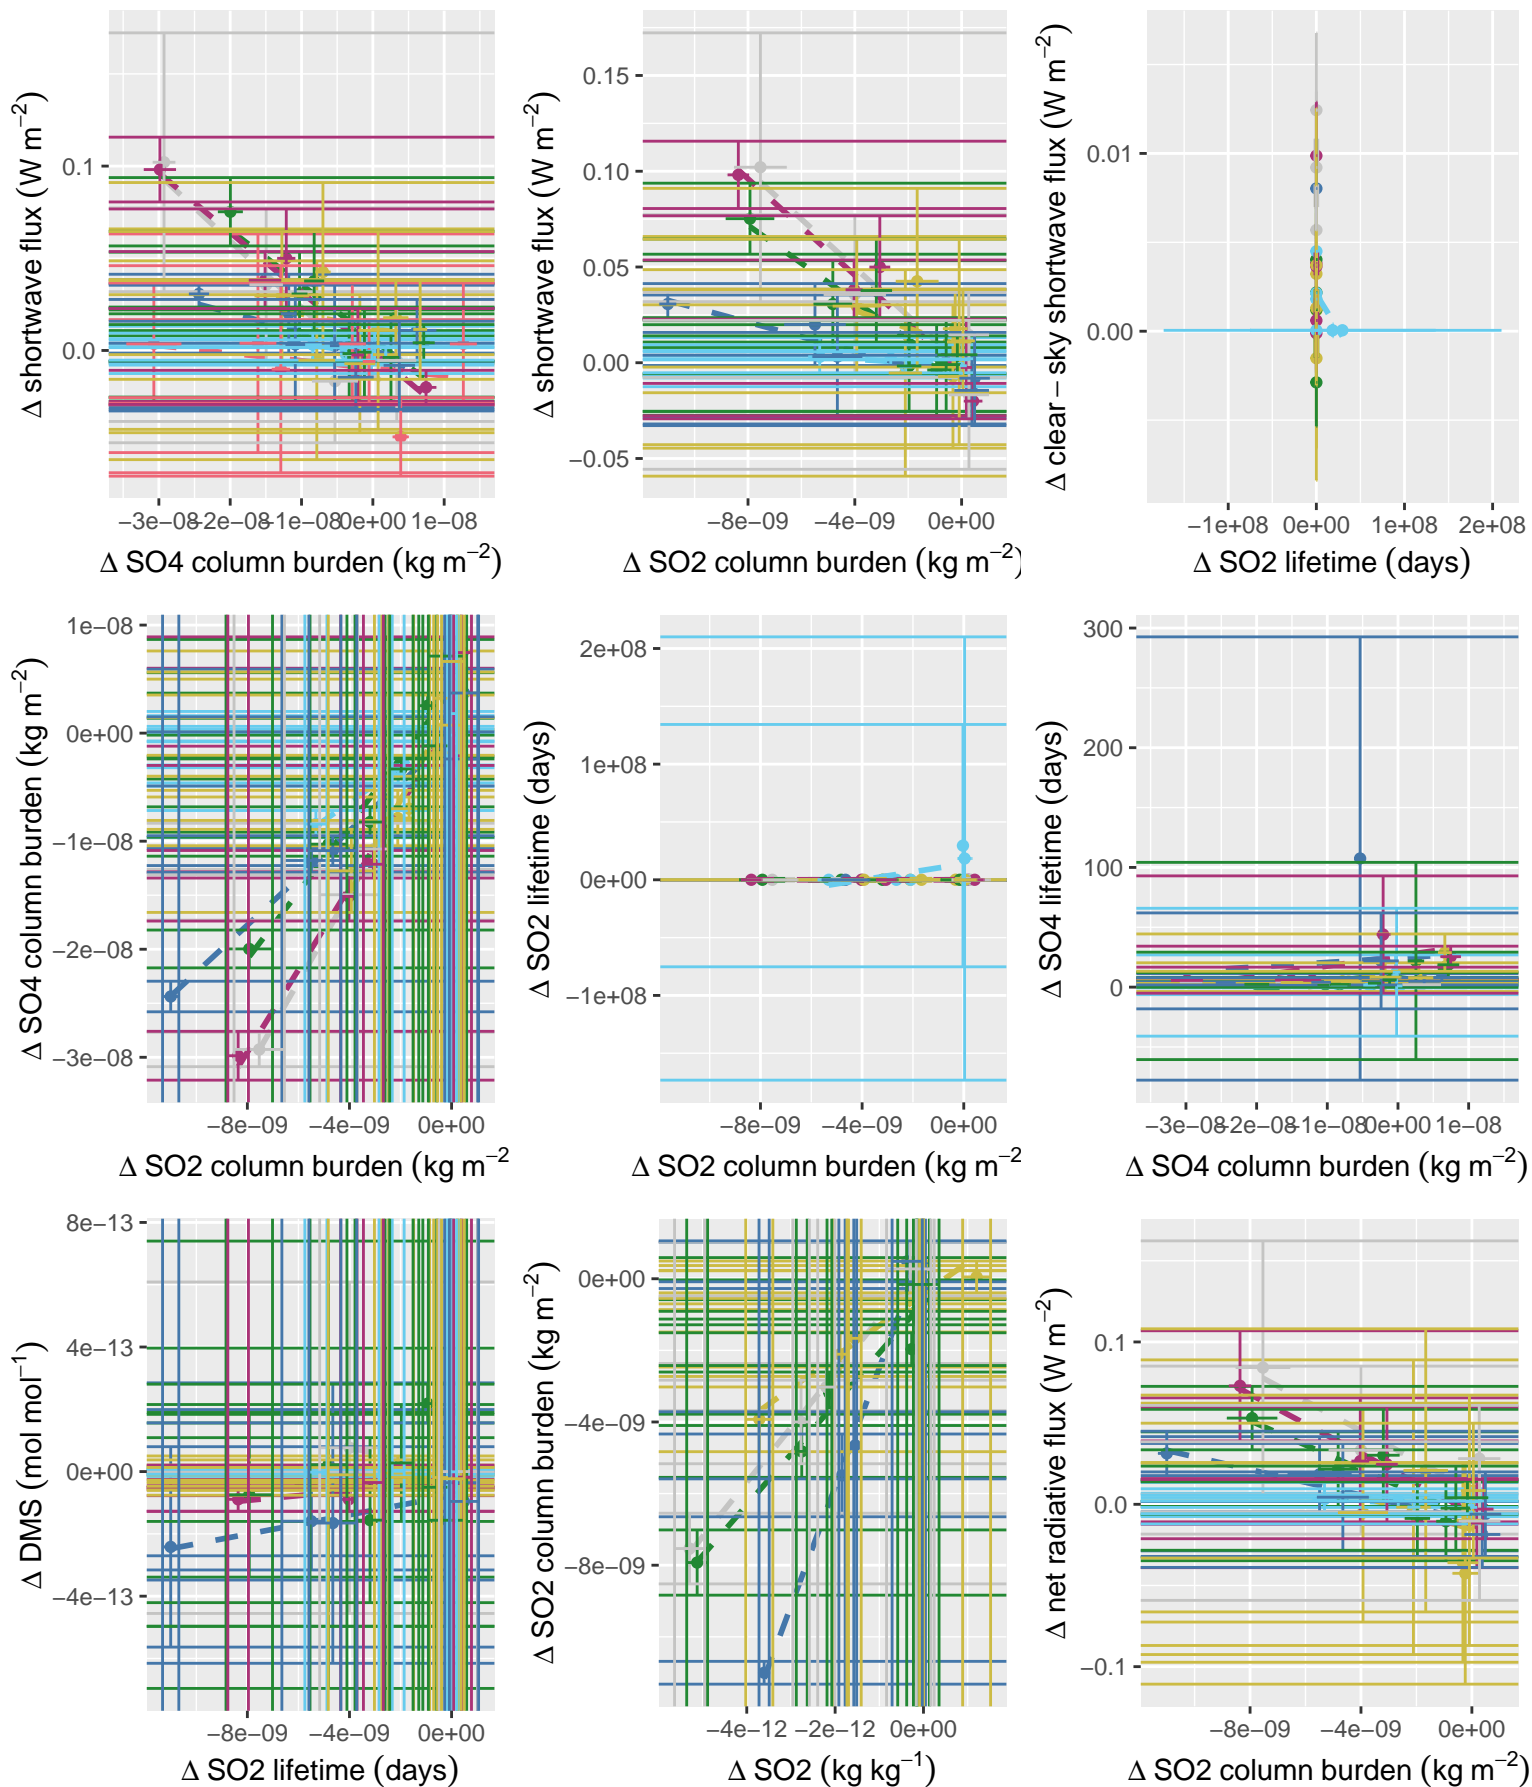 Δ shortwave flux (W m−2)
0.1
0.0
−3e−08 −2e−08 −1e−08 0e+00 1e−08
Δ SO4 column burden (kg m−2)
Δ shortwave flux (W m−2)
0.15
0.10
0.05
0.00
−0.05
−8e−09 −4e−09 0e+00
Δ SO2 column burden (kg m−2)
Δ clear − sky shortwave flux (W m−2)
0.01
0.00
−1e+08 0e+00 1e+08 2e+08
Δ SO2 lifetime (days)
Δ SO4 column burden (kg m−2)
1e−08
0e+00
−1e−08
−2e−08
−3e−08
−8e−09 −4e−09 0e+00
Δ SO2 column burden (kg m−2
Δ SO2 lifetime (days)
2e+08
1e+08
0e+00
−1e+08
−8e−09 −4e−09 0e+00
Δ SO2 column burden (kg m−2
Δ SO4 lifetime (days)
300
200
100
0
−3e−08 −2e−08 −1e−08 0e+00 1e−08
Δ SO4 column burden (kg m−2)
Δ DMS (mol mol−1)
8e−13
4e−13
0e+00
−4e−13
−8e−09 −4e−09 0e+00
Δ SO2 lifetime (days)
Δ SO2 column burden (kg m−2)
0e+00
−4e−09
−8e−09
−4e−12 −2e−12 0e+00
Δ SO2 (kg kg−1)
Δ net radiative flux (W m−2)
0.1
0.0
−0.1
−8e−09 −4e−09 0e+00
Δ SO2 column burden (kg m−2)